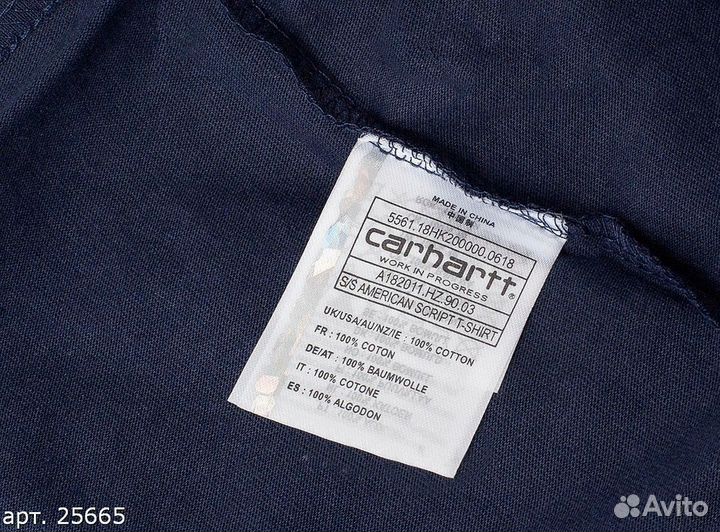 MADE IN CHINA
中国制
5561.18HK200000.0618
carhartt
WORK IN PROGRESS
A182011.HZ.90.03
S/S AMERICAN SCRIPT T-SHIRT
UK/USA/AU/NZ/IE : 100% COTTON
FR : 100% COTON
DE/AT : 100% BAUMWOLLE
IT : 100% COTONE
ES : 100% ALGODON
арт. 25665
Avito